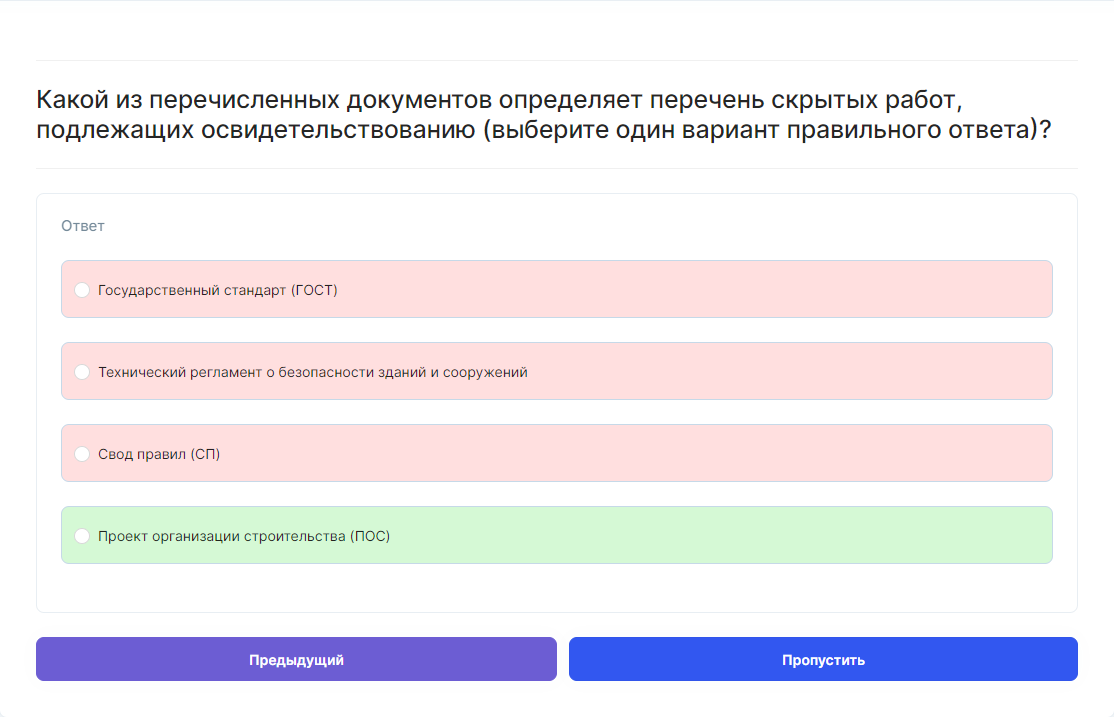 Какой из перечисленных документов определяет перечень скрытых работ,
подлежащих освидетельствованию (выберите один вариант правильного ответа)?
Ответ
Государственный стандарт (ГОСТ)
Технический регламент о безопасности зданий и сооружений
Свод правил (СП)
Проект организации строительства (ПОС)
Предыдущий
Пропустить